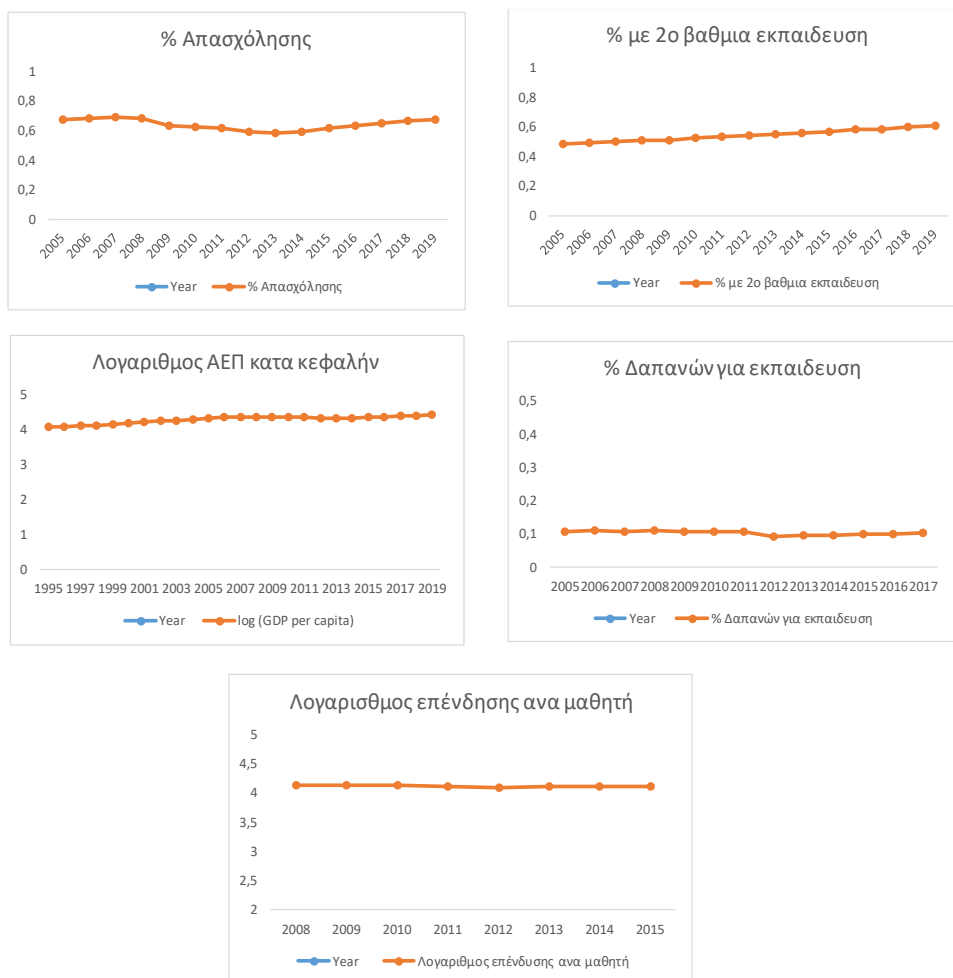 % Απασχόλησης
1
0,8
0,6
0,4
0,2
0
2005 2006 2007 2008 2009 2010 2011 2012 2013 2014 2015 2016 2017 2018 2019
Year % Απασχόλησης
% με 2ο βαθμια εκπαιδευση
1
0,8
0,6
0,4
0,2
0
2005 2006 2007 2008 2009 2010 2011 2012 2013 2014 2015 2016 2017 2018 2019
Year % με 2ο βαθμια εκπαιδευση
Λογαριθμος ΑΕΠ κατα κεφαλήν
5
4
3
2
1
0
1995 1997 1999 2001 2003 2005 2007 2009 2011 2013 2015 2017 2019
Year log (GDP per capita)
% Δαπανών για εκπαιδευση
0,5
0,4
0,3
0,2
0,1
0
2005 2006 2007 2008 2009 2010 2011 2012 2013 2014 2015 2016 2017
Year % Δαπανών για εκπαιδευση
Λογαρισθμος επένδησης ανα μαθητή
5
4,5
4
3,5
3
2,5
2
2008 2009 2010 2011 2012 2013 2014 2015
Year Λογαριθμος επένδυσης ανα μαθητή